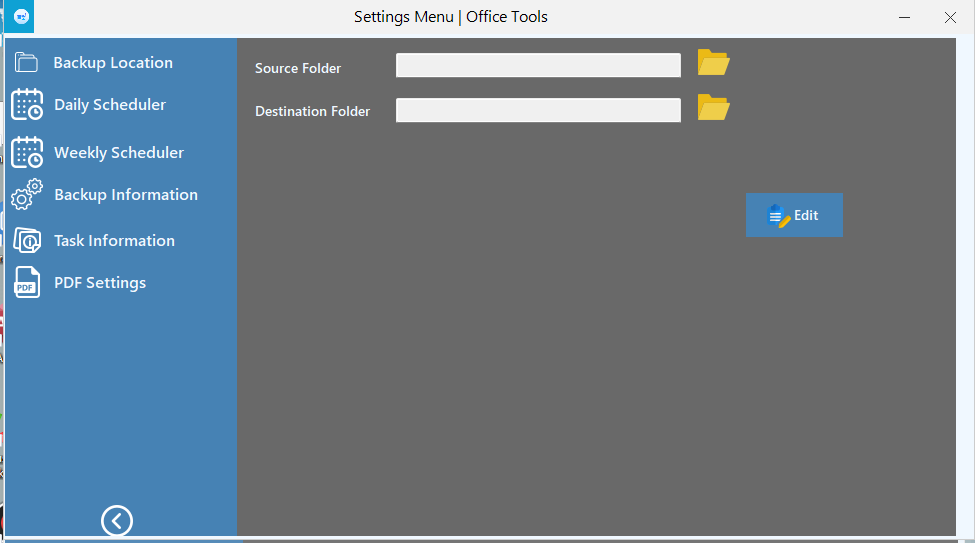 Settings Menu | Office Tools
Backup Location
Daily Scheduler
Weekly Scheduler
Backup Information
Task Information
PDF
PDF Settings
Source Folder
Destination Folder
Edit